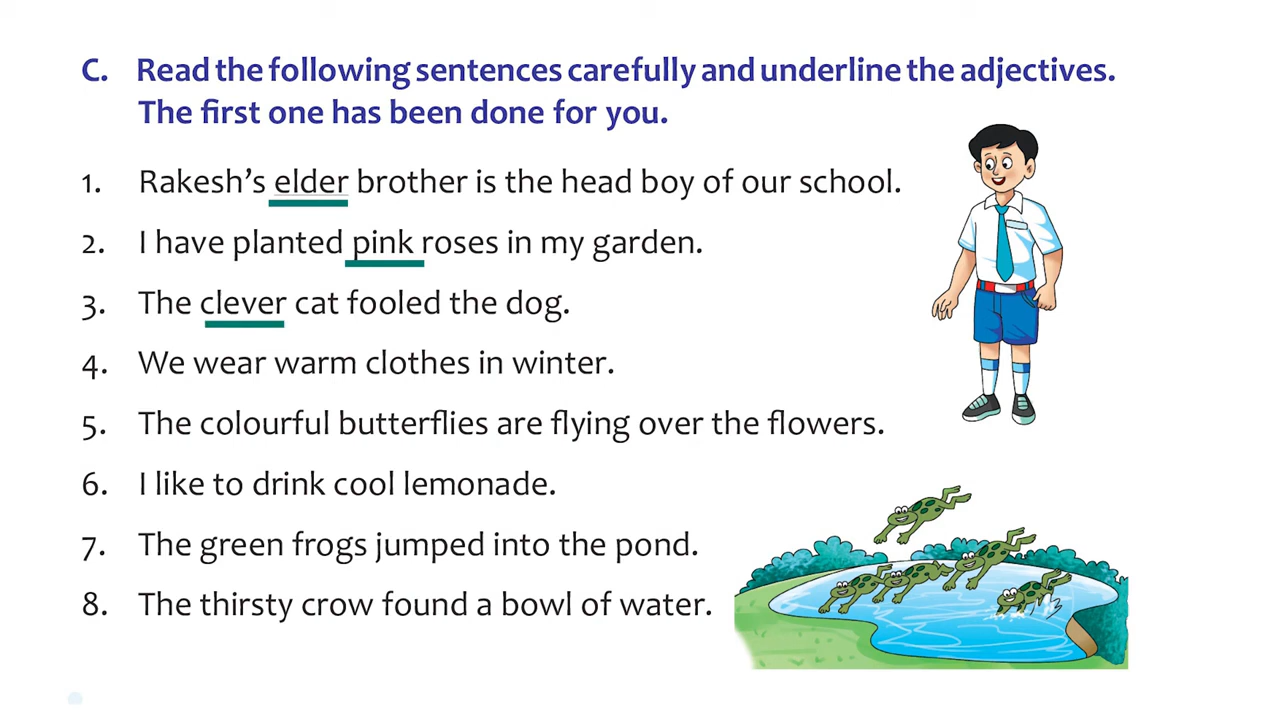 C. Read the following sentences carefully and underline the adjectives.
The first one has been done for you.
1. Rakesh’s elder brother is the head boy of our school.
2. I have planted pink roses in my garden.
3. The clever cat fooled the dog.
4. We wear warm clothes in winter.
5. The colourful butterflies are flying over the flowers.
6. I like to drink cool lemonade.
7. The green frogs jumped into the pond.
8. The thirsty crow found a bowl of water.